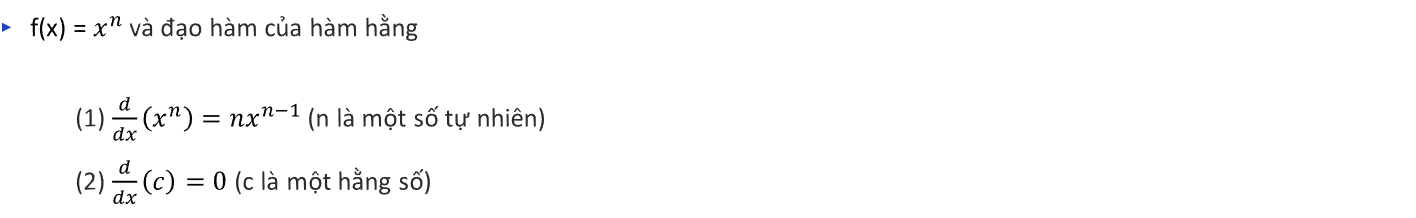 ▸ f(x) = 𝑥ⁿ và đạo hàm của hàm hằng
(1) 𝑑/𝑑𝑥 (𝑥ⁿ) = 𝑛𝑥ⁿ⁻¹ (n là một số tự nhiên)
(2) 𝑑/𝑑𝑥 (𝑐) = 0 (c là một hằng số)